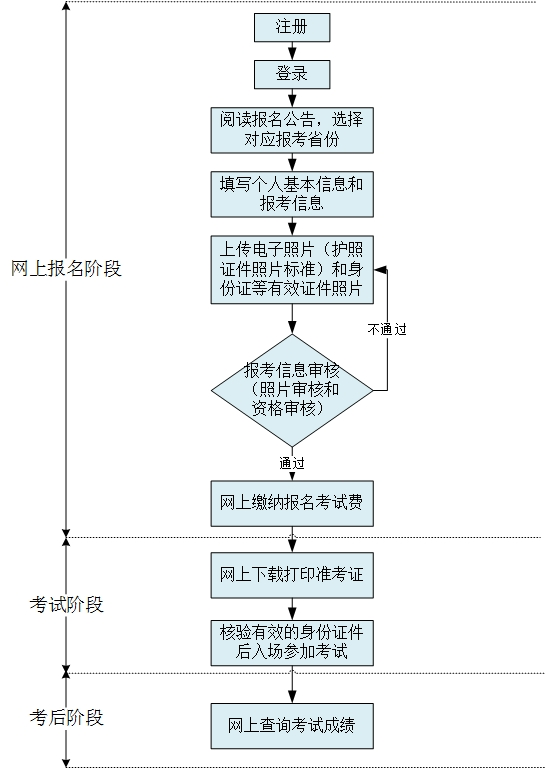 注册
登录
阅读报名公告，选择
对应报考省份
填写个人基本信息和
报考信息
上传电子照片（护照
证件照片标准）和身
份证等有效证件照片
网上报名阶段
不通过
报考信息审核
（照片审核和
资格审核）
通过
网上缴纳报名考试费
网上下载打印准考证
考试阶段
核验有效的身份证件
后入场参加考试
考后阶段
网上查询考试成绩